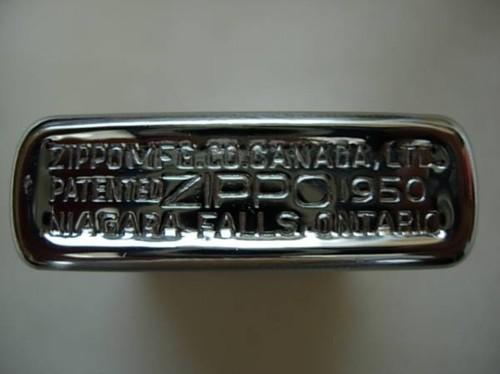 ZIPPO MFG. CO. CANADA, LTD.
PATENTED ZIPPO 1950
NIAGARA FALLS, ONTARIO